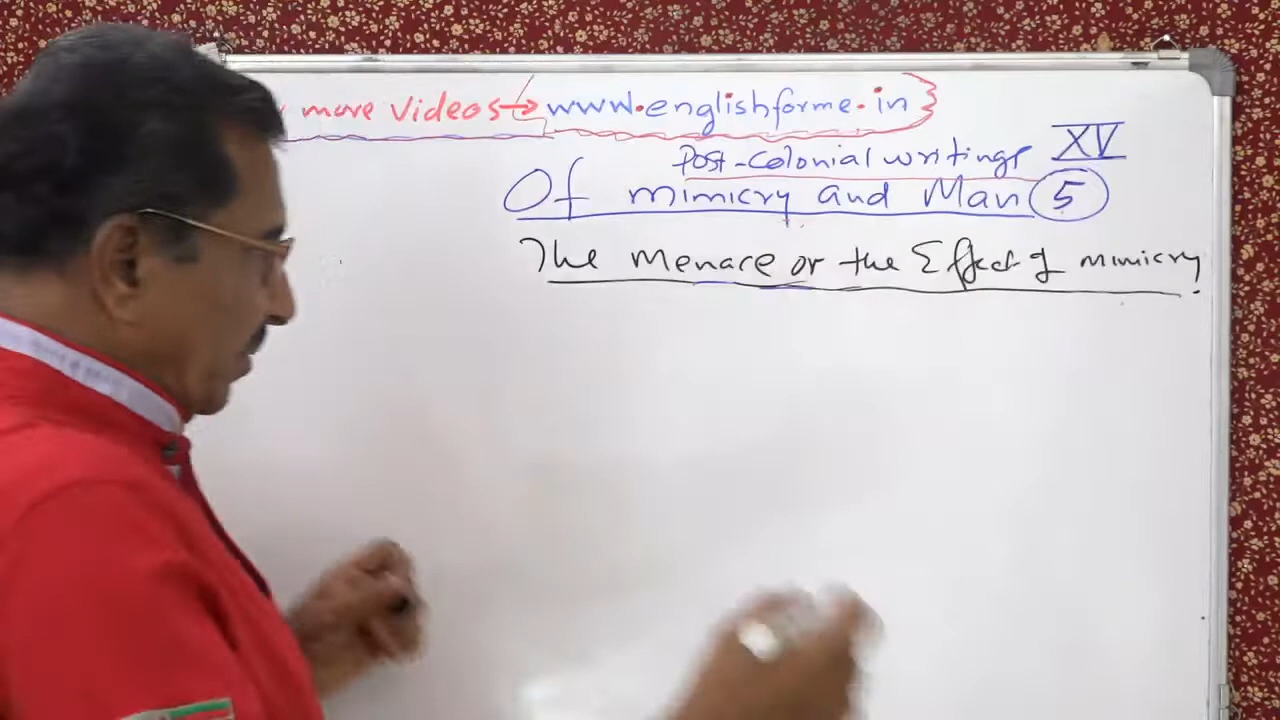 more Videos → www.englishforme.in
Post-Colonial writings XV
Of mimicry and Man 5
The Menace or the Effect of mimicry.